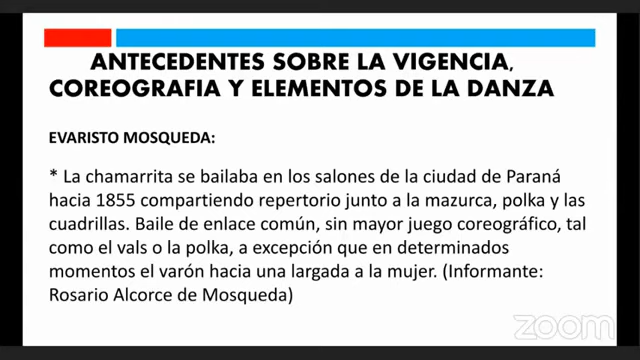 ANTECEDENTES SOBRE LA VIGENCIA,
COREOGRAFIA Y ELEMENTOS DE LA DANZA
EVARISTO MOSQUEDA:
* La chamarrita se bailaba en los salones de la ciudad de Paraná
hacia 1855 compartiendo repertorio junto a la mazurca, polka y las
cuadrillas. Baile de enlace común, sin mayor juego coreográfico, tal
como el vals o la polka, a excepción que en determinados
momentos el varón hacia una largada a la mujer. (Informante:
Rosario Alcorce de Mosqueda)
zoom